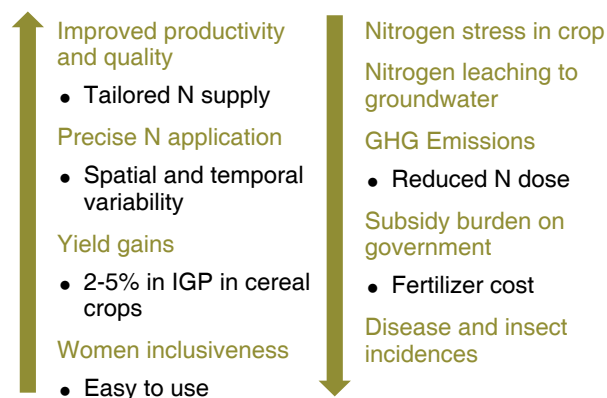 Improved productivity
and quality
• Tailored N supply
Precise N application
• Spatial and temporal
variability
Yield gains
• 2-5% in IGP in cereal
crops
Women inclusiveness
• Easy to use
Nitrogen stress in crop
Nitrogen leaching to
groundwater
GHG Emissions
• Reduced N dose
Subsidy burden on
government
• Fertilizer cost
Disease and insect
incidences